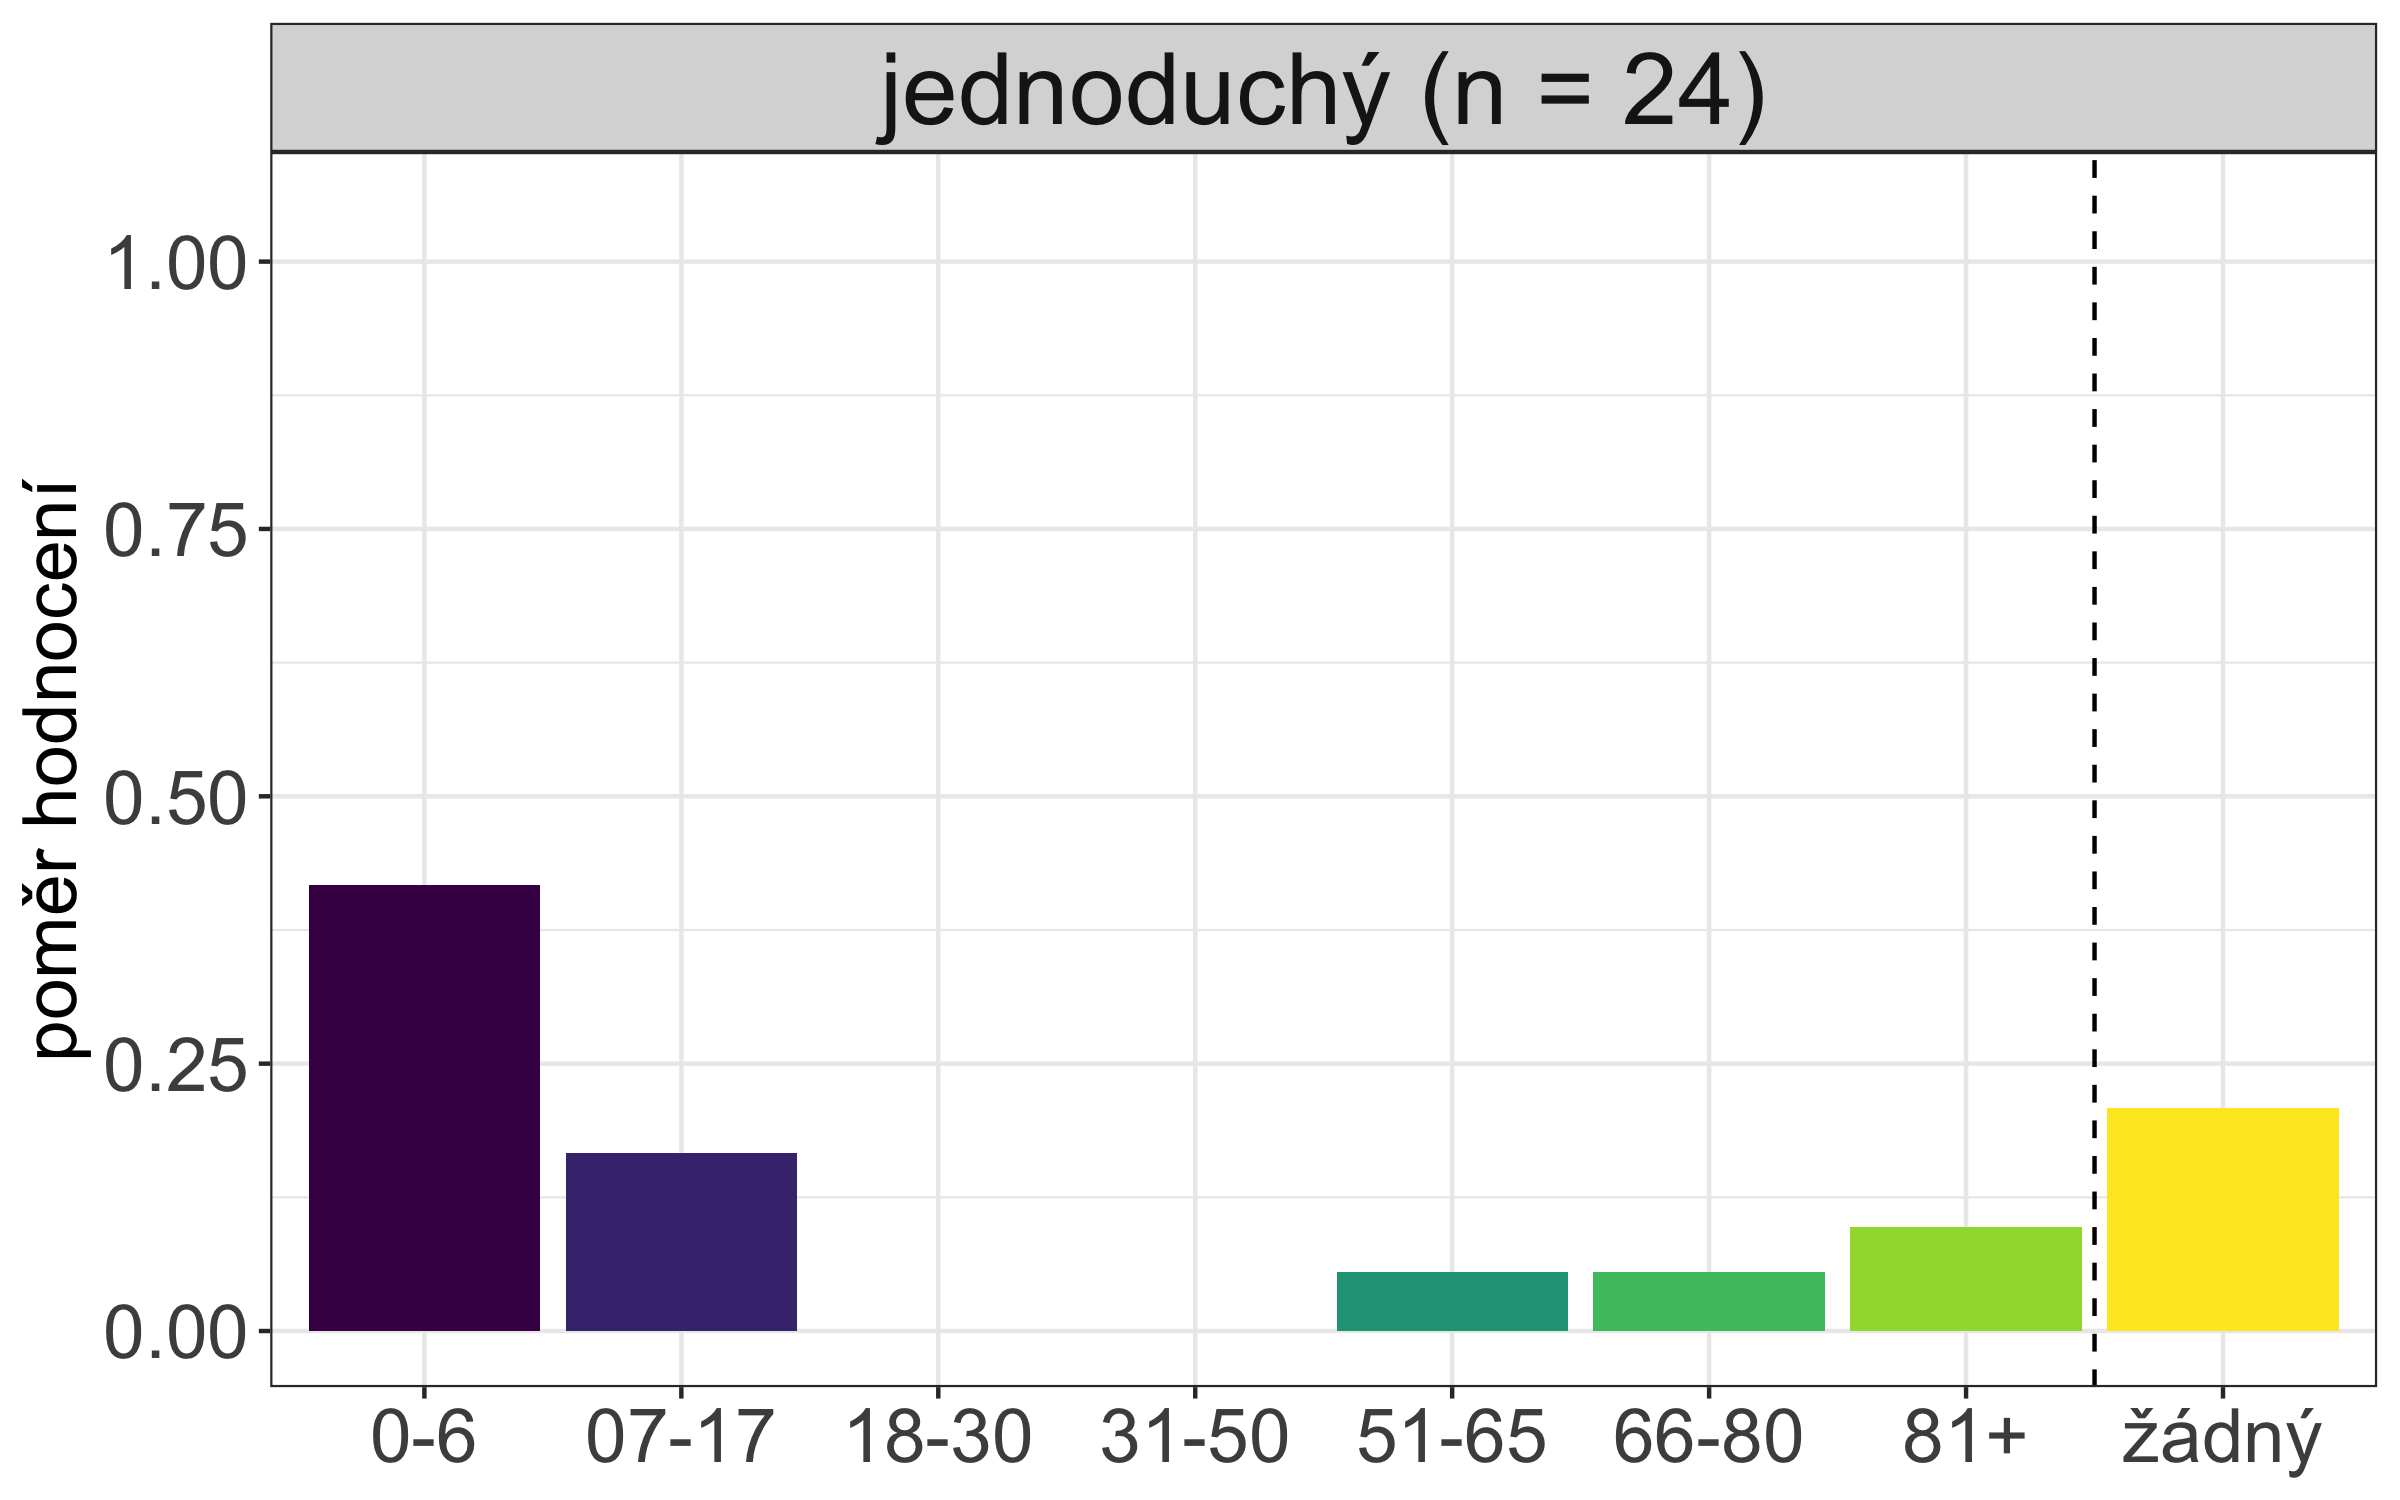 jednoduchý (n = 24)
poměr hodnocení
1.00
0.75
0.50
0.25
0.00
0-6 07-17 18-30 31-50 51-65 66-80 81+ žádný